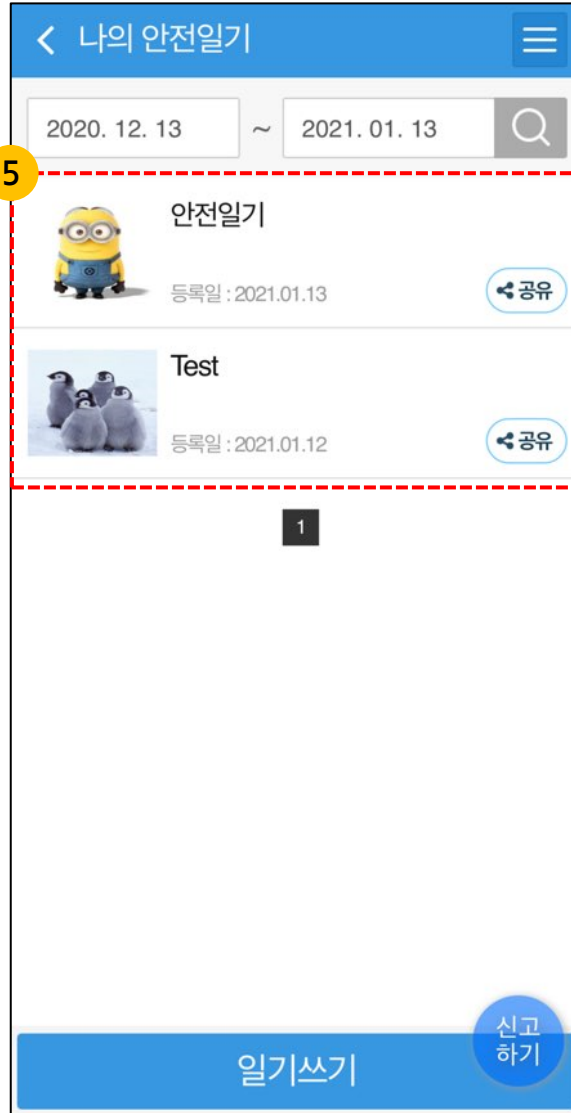 나의 안전일기
2020. 12. 13 ~ 2021. 01. 13
5
안전일기
등록일 : 2021.01.13 공유
Test
등록일 : 2021.01.12 공유
1
신고
하기
일기쓰기